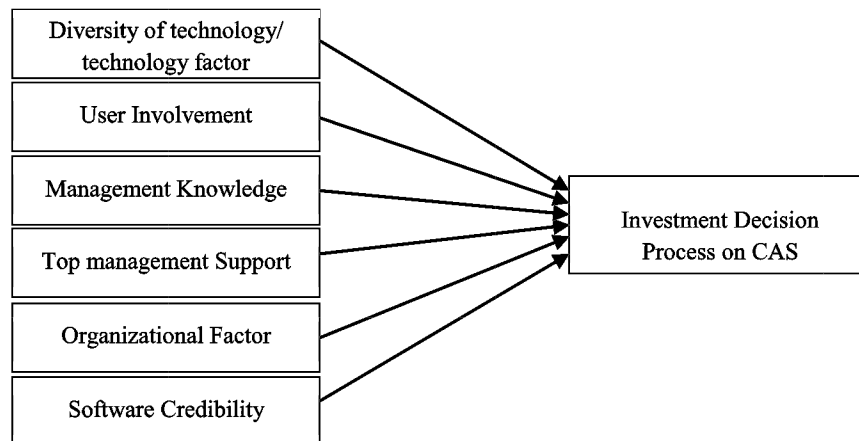 Diversity of technology/
technology factor
User Involvement
Management Knowledge
Top management Support
Organizational Factor
Software Credibility
Investment Decision
Process on CAS